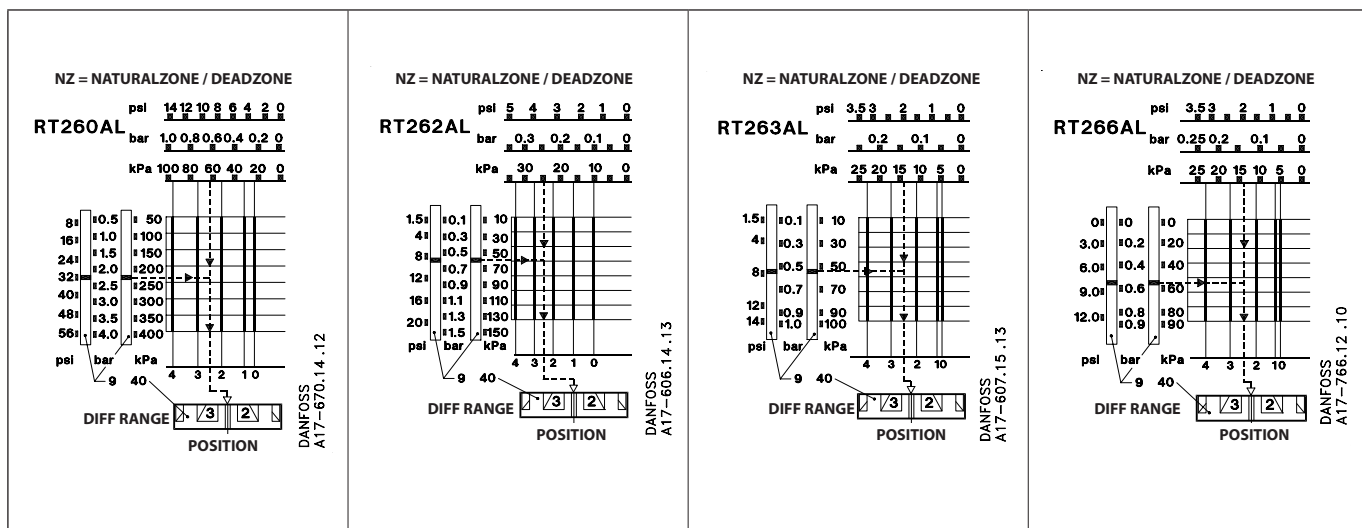 NZ = NATURALZONE / DEADZONE
psi 14 12 10 8 6 4 2 0
RT260AL
bar 1.0 0.8 0.6 0.4 0.2 0
kPa 100 80 60 40 20 0
8 0.5 50
16 1.0 100
24 1.5 150
32 2.0 200
40 2.5 250
48 3.0 300
56 3.5 350
4.0 400
psi bar kPa
4 3 2 1 0
9 40
DIFF RANGE
3 2
POSITION
DANFOSS
A17-670.14.12
NZ = NATURALZONE / DEADZONE
psi 5 4 3 2 1 0
RT262AL
bar 0.3 0.2 0.1 0
kPa 30 20 10 0
1.5 0.1 10
4 0.3 30
8 0.5 50
0.7 70
12 0.9 90
16 1.1 110
20 1.3 130
1.5 150
psi bar kPa
4 3 2 1 0
9 40
DIFF RANGE
3 2
POSITION
DANFOSS
A17-606.14.13
NZ = NATURALZONE / DEADZONE
psi 3.5 3 2 1 0
RT263AL
bar 0.2 0.1 0
kPa 25 20 15 10 5 0
1.5 0.1 10
4 0.3 30
8 0.5 50
0.7 70
12 0.9 90
14 1.0 100
psi bar kPa
4 3 2 1 0
9 40
DIFF RANGE
3 2
POSITION
DANFOSS
A17-607.15.13
NZ = NATURALZONE / DEADZONE
psi 3.5 3 2 1 0
RT266AL
bar 0.25 0.2 0.1 0
kPa 25 20 15 10 5 0
0 0
3.0 0.2 20
6.0 0.4 40
9.0 0.6 60
12.0 0.8 80
0.9 90
psi bar kPa
4 3 2 1 0
9 40
DIFF RANGE
3 2
POSITION
DANFOSS
A17-766.12 .10